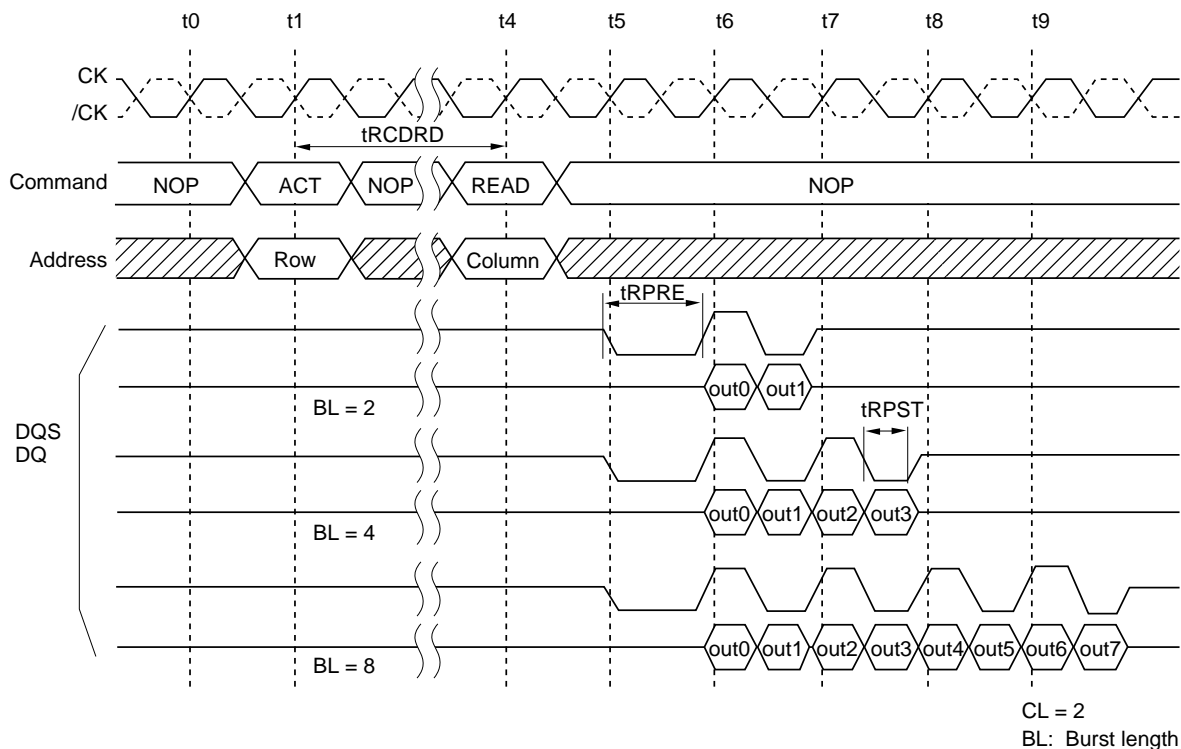 t0 t1 t4 t5 t6 t7 t8 t9
CK
/CK
tRCDRD
Command NOP ACT NOP READ NOP
Address Row Column
tRPRE
out0 out1
BL = 2
tRPST
DQS
DQ
out0 out1 out2 out3
BL = 4
out0 out1 out2 out3 out4 out5 out6 out7
BL = 8
CL = 2
BL: Burst length